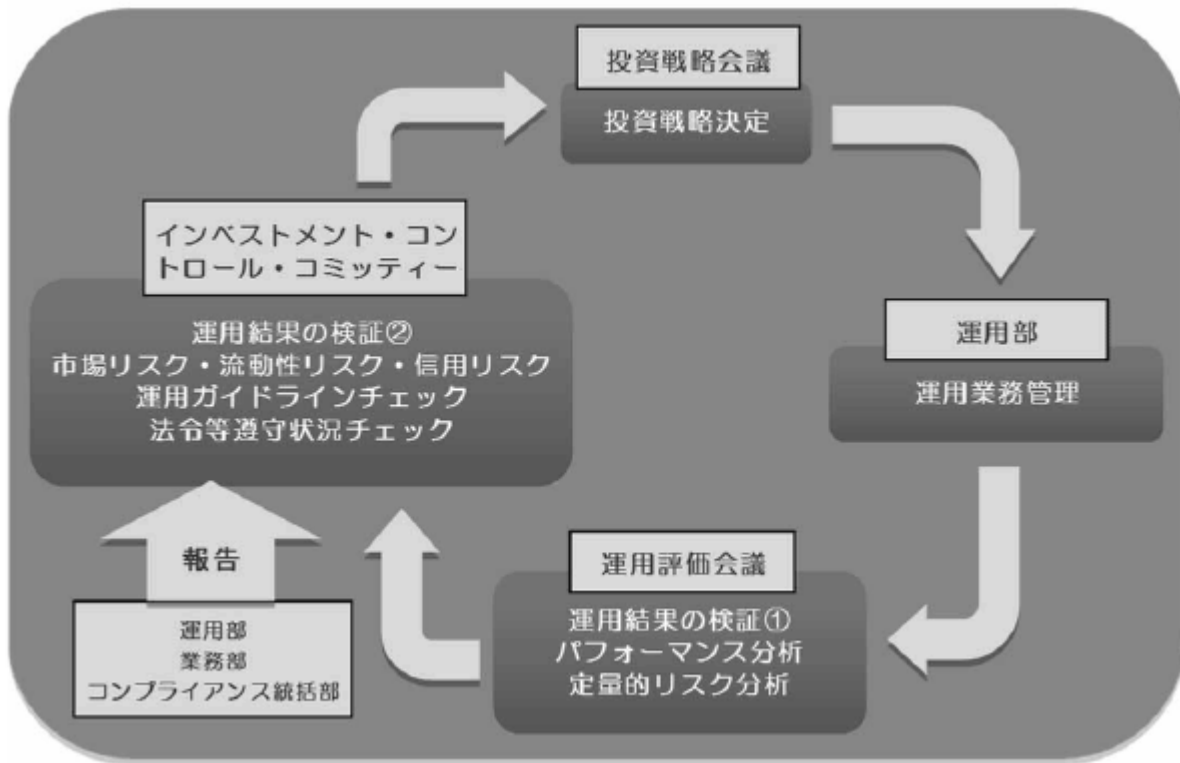 投資戦略会議
投資戦略決定
インベストメント・コン
トロール・コミッティー
運用結果の検証②
市場リスク・流動性リスク・信用リスク
運用ガイドラインチェック
法令等遵守状況チェック
運用部
運用業務管理
報告
運用部
業務部
コンプライアンス統括部
運用評価会議
運用結果の検証①
パフォーマンス分析
定量的リスク分析